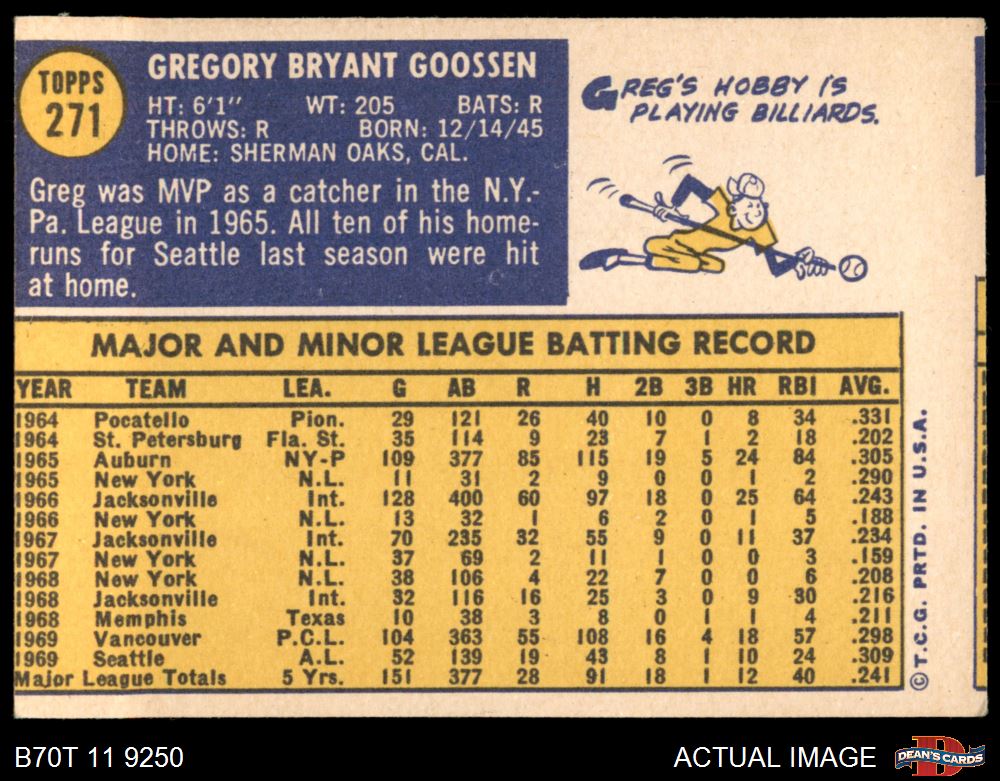 TOPPS
271
GREGORY BRYANT GOOSSEN
HT: 6'1" WT: 205 BATS: R
THROWS: R BORN: 12/14/45
HOME: SHERMAN OAKS, CAL.
Greg was MVP as a catcher in the N.Y.-
Pa. League in 1965. All ten of his home-
runs for Seattle last season were hit
at home.
GREG'S HOBBY IS
PLAYING BILLIARDS.
MAJOR AND MINOR LEAGUE BATTING RECORD
YEAR TEAM LEA. G AB R H 2B 3B HR RBI AVG.
1964 Pocatello Pion. 29 121 26 40 10 0 8 34 .331
1964 St. Petersburg Fla. St. 35 114 9 23 7 1 2 18 .202
1965 Auburn NY-P 109 377 85 115 19 5 24 84 .305
1965 New York N.L. 11 31 2 9 0 0 1 2 .290
1966 Jacksonville Int. 128 400 60 97 18 0 25 64 .243
1966 New York N.L. 13 32 1 6 2 0 1 5 .188
1967 Jacksonville Int. 70 235 32 55 9 0 11 37 .234
1967 New York N.L. 37 69 2 11 1 0 0 3 .159
1968 New York N.L. 38 106 4 22 7 0 0 6 .208
1968 Jacksonville Int. 32 116 16 25 3 0 9 30 .216
1968 Memphis Texas 10 38 3 8 0 1 1 4 .211
1969 Vancouver P.C.L. 104 363 55 108 16 4 18 57 .298
1969 Seattle A.L. 52 139 19 43 8 1 10 24 .309
Major League Totals 5 Yrs. 151 377 28 91 18 1 12 40 .241
©T.C.G. PRTD. IN U.S.A.
B70T 11 9250
ACTUAL IMAGE
DEAN'S CARDS